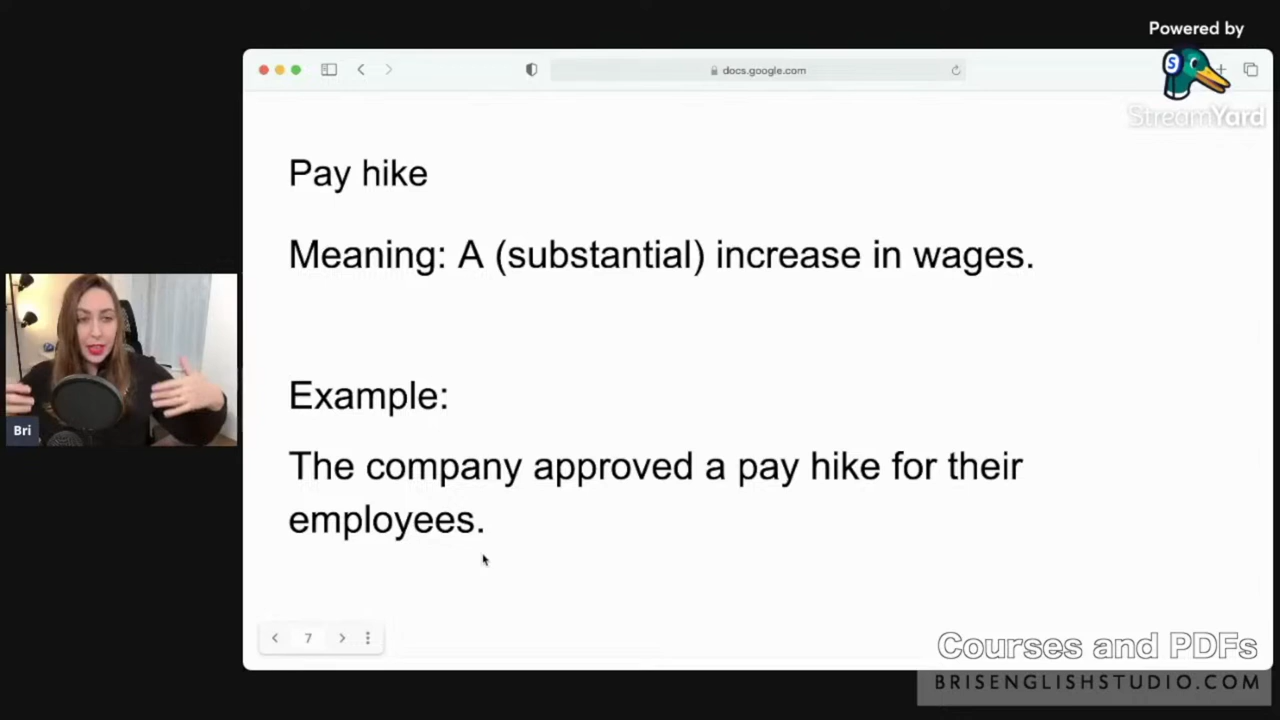 Powered by
S
docs.google.com
StreamYard
Pay hike
Meaning: A (substantial) increase in wages.
Bri
Example:
The company approved a pay hike for their
employees.
7
Courses and PDFs
BRISENGLISHSTUDIO.COM